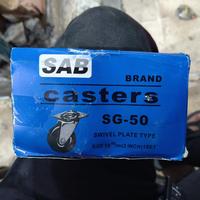 SAB
BRAND
casters
SG-50
SWIVEL PLATE TYPE